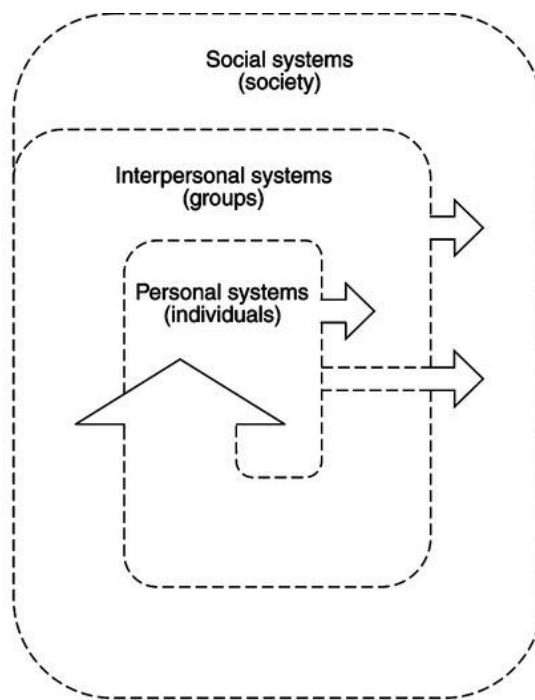 Social systems
(society)
Interpersonal systems
(groups)
Personal systems
(individuals)